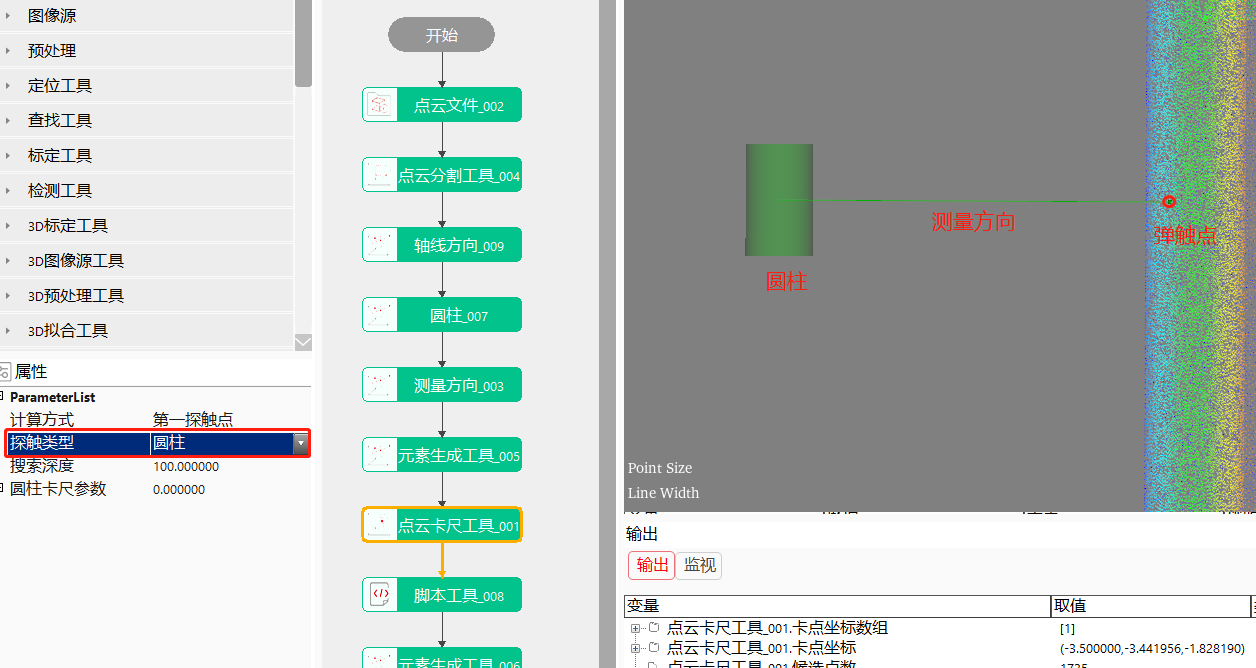 图像源
预处理
定位工具
查找工具
标定工具
检测工具
3D标定工具
3D图像源工具
3D预处理工具
3D拟合工具
属性
ParameterList
计算方式 第一探触点
探触类型 圆柱
搜索深度 100.000000
圆柱卡尺参数 0.000000
开始
点云文件_002
点云分割工具_004
轴线方向_009
圆柱_007
测量方向_003
元素生成工具_005
点云卡尺工具_001
脚本工具_008
元素生成工具_006
测量方向
弹触点
圆柱
Point Size
Line Width
输出
输出 监视
变量 取值
点云卡尺工具_001.卡点坐标数组 [1]
点云卡尺工具_001.卡点坐标 (-3.500000,-3.441956,-1.828190)
点云卡尺工具_001.候选点数 1725